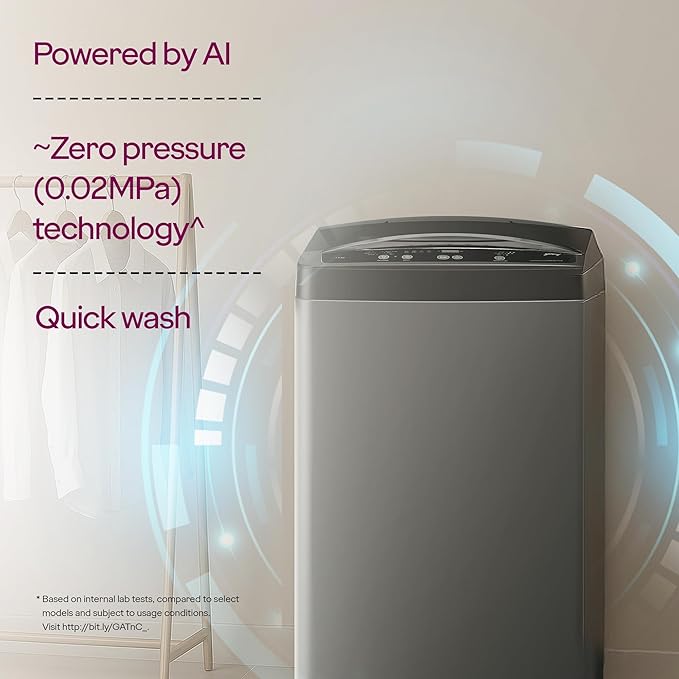 Powered by AI
~Zero pressure
(0.02MPa)
technology^
Quick wash
* Based on internal lab tests, compared to select
models and subject to usage conditions.
Visit http://bit.ly/GATnC_.